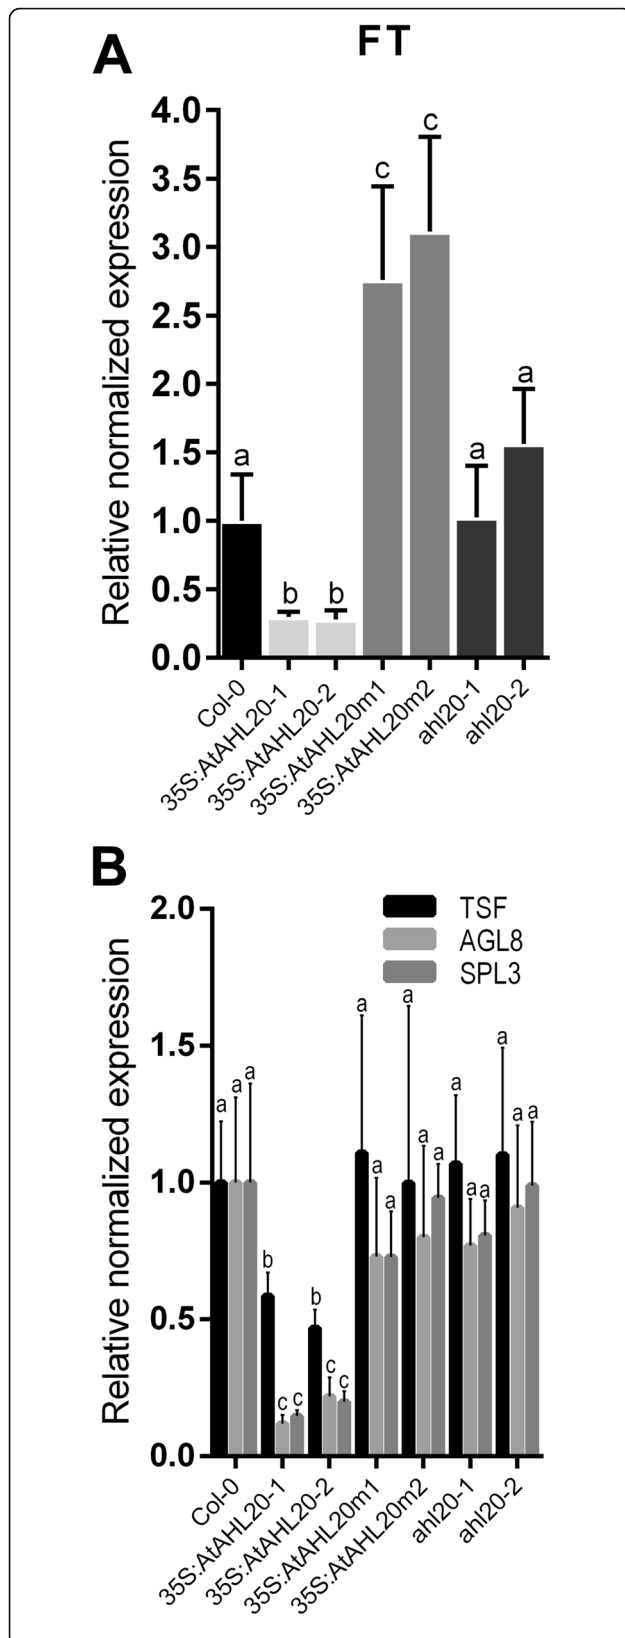 A
FT
Relative normalized expression
4.0
3.5
3.0
2.5
2.0
1.5
1.0
0.5
0.0
a
b
b
c
c
a
a
Col-0
35S:AtAHL20-1
35S:AtAHL20-2
35S:AtAHL20m1
35S:AtAHL20m2
ahl20-1
ahl20-2
B
Relative normalized expression
2.0
1.5
1.0
0.5
0.0
TSF
AGL8
SPL3
a a a
b c c
b c c
a a a
a a a
a a a
a a a
Col-0
35S:AtAHL20-1
35S:AtAHL20-2
35S:AtAHL20m1
35S:AtAHL20m2
ahl20-1
ahl20-2